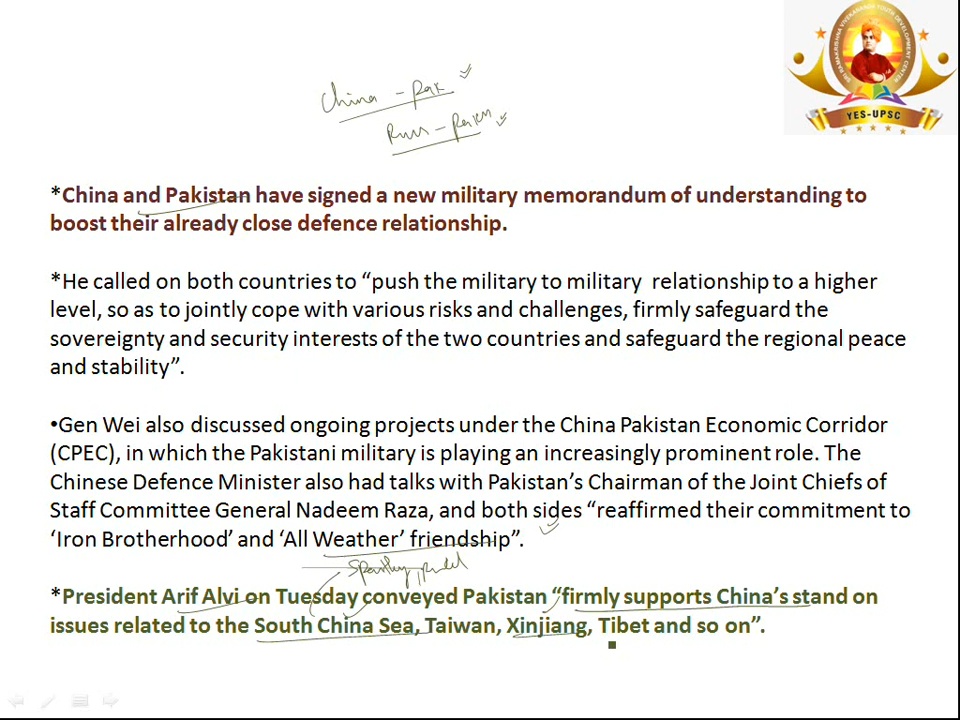 SRI RAMAKRISHNA VIVEKANANDA YOUTH DEVELOPMENT CENTER
YES-UPSC
China - Pak
*China and Pakistan have signed a new military memorandum of understanding to
boost their already close defence relationship.
*He called on both countries to “push the military to military relationship to a higher
level, so as to jointly cope with various risks and challenges, firmly safeguard the
sovereignty and security interests of the two countries and safeguard the regional peace
and stability”.
•Gen Wei also discussed ongoing projects under the China Pakistan Economic Corridor
(CPEC), in which the Pakistani military is playing an increasingly prominent role. The
Chinese Defence Minister also had talks with Pakistan’s Chairman of the Joint Chiefs of
Staff Committee General Nadeem Raza, and both sides “reaffirmed their commitment to
‘Iron Brotherhood’ and ‘All Weather’ friendship”.
*President Arif Alvi on Tuesday conveyed Pakistan “firmly supports China’s stand on
issues related to the South China Sea, Taiwan, Xinjiang, Tibet and so on”.